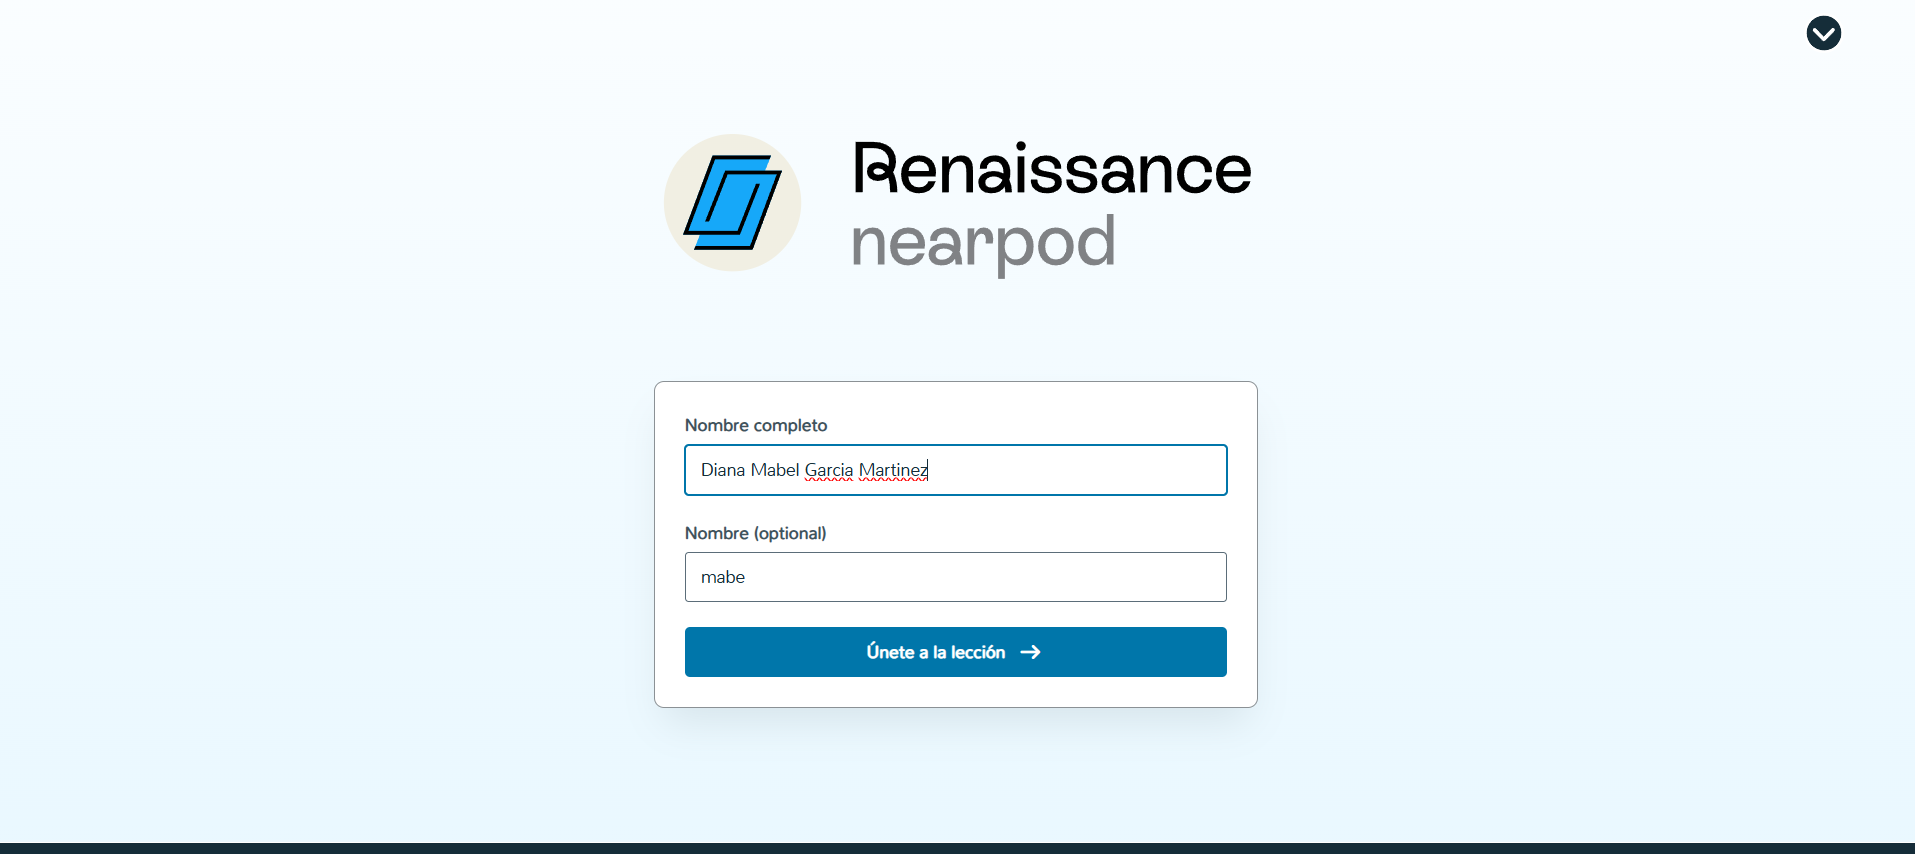 Renaissance
nearpod
Nombre completo
Diana Mabel Garcia Martinez
Nombre (optional)
mabe
Únete a la lección